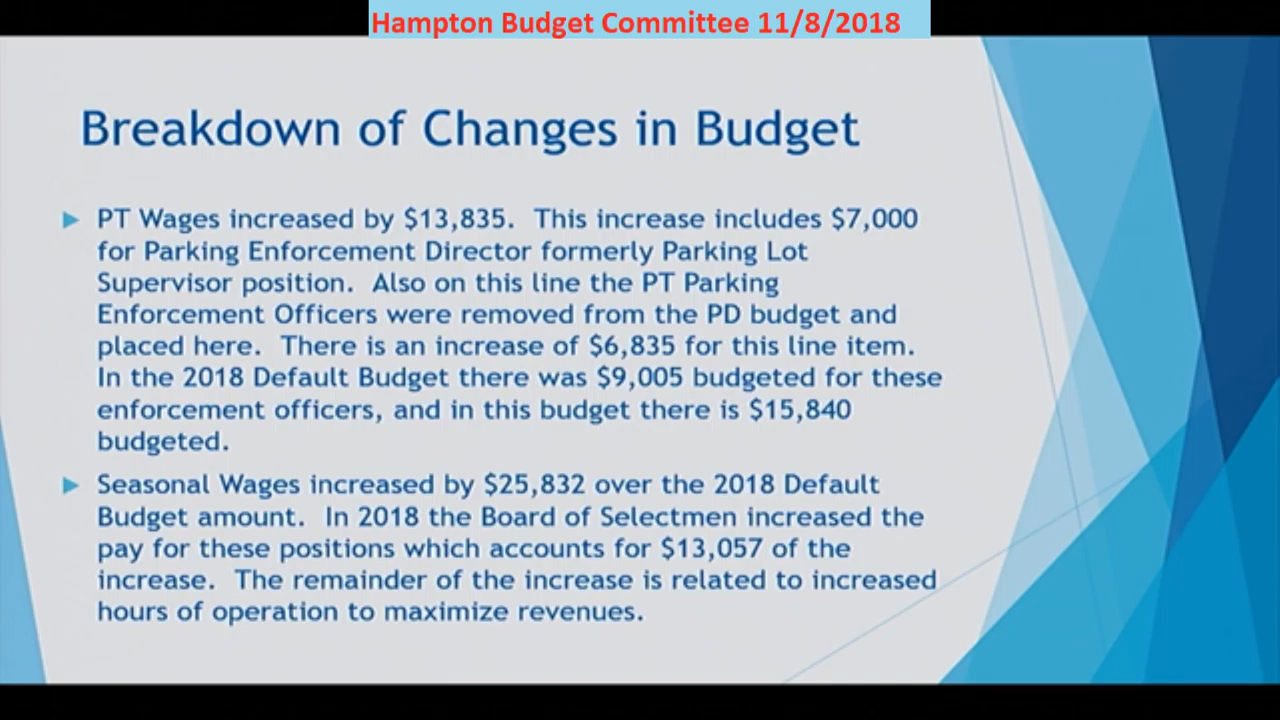 Hampton Budget Committee 11/8/2018
Breakdown of Changes in Budget
PT Wages increased by $13,835. This increase includes $7,000
for Parking Enforcement Director formerly Parking Lot
Supervisor position. Also on this line the PT Parking
Enforcement Officers were removed from the PD budget and
placed here. There is an increase of $6,835 for this line item.
In the 2018 Default Budget there was $9,005 budgeted for these
enforcement officers, and in this budget there is $15,840
budgeted.
Seasonal Wages increased by $25,832 over the 2018 Default
Budget amount. In 2018 the Board of Selectmen increased the
pay for these positions which accounts for $13,057 of the
increase. The remainder of the increase is related to increased
hours of operation to maximize revenues.